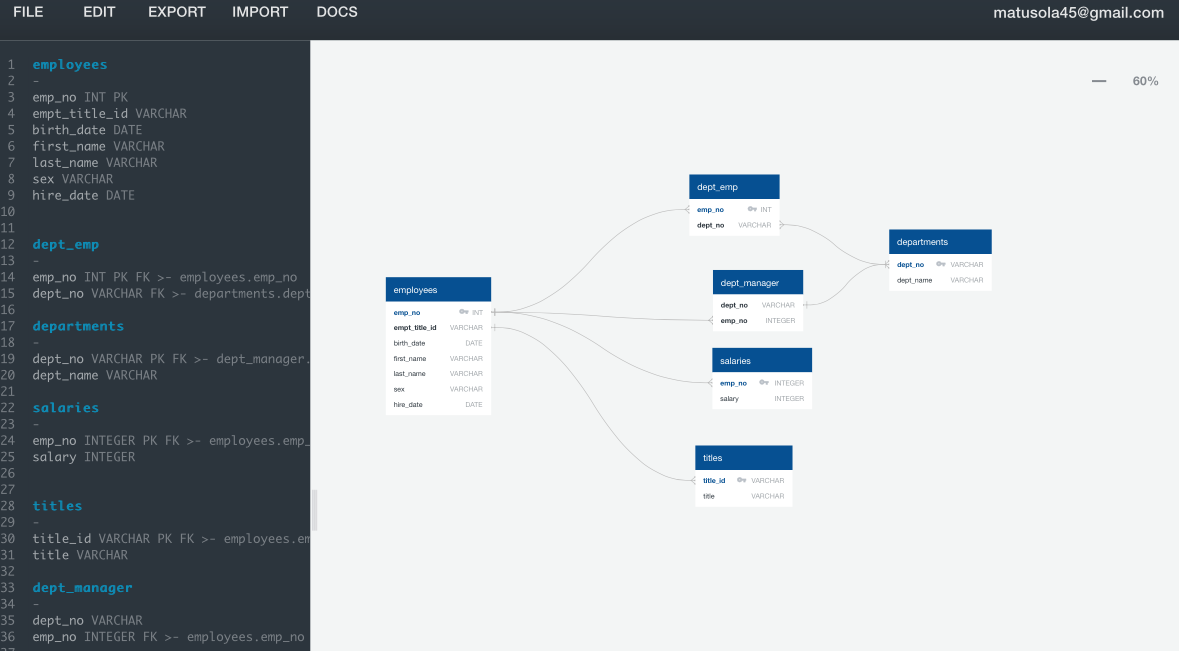 FILE EDIT EXPORT IMPORT DOCS matusola45@gmail.com
1 employees
2 -
3 emp_no INT PK
4 empt_title_id VARCHAR
5 birth_date DATE
6 first_name VARCHAR
7 last_name VARCHAR
8 sex VARCHAR
9 hire_date DATE
10
11
12 dept_emp
13 -
14 emp_no INT PK FK >- employees.emp_no
15 dept_no VARCHAR FK >- departments.dept
16
17 departments
18 -
19 dept_no VARCHAR PK FK >- dept_manager.
20 dept_name VARCHAR
21
22 salaries
23 -
24 emp_no INTEGER PK FK >- employees.emp_
25 salary INTEGER
26
27
28 titles
29 -
30 title_id VARCHAR PK FK >- employees.em
31 title VARCHAR
32
33 dept_manager
34 -
35 dept_no VARCHAR
36 emp_no INTEGER FK >- employees.emp_no
— 60%
employees
emp_no INT
empt_title_id VARCHAR
birth_date DATE
first_name VARCHAR
last_name VARCHAR
sex VARCHAR
hire_date DATE
dept_emp
emp_no INT
dept_no VARCHAR
departments
dept_no VARCHAR
dept_name VARCHAR
dept_manager
dept_no VARCHAR
emp_no INTEGER
salaries
emp_no INTEGER
salary INTEGER
titles
title_id VARCHAR
title VARCHAR